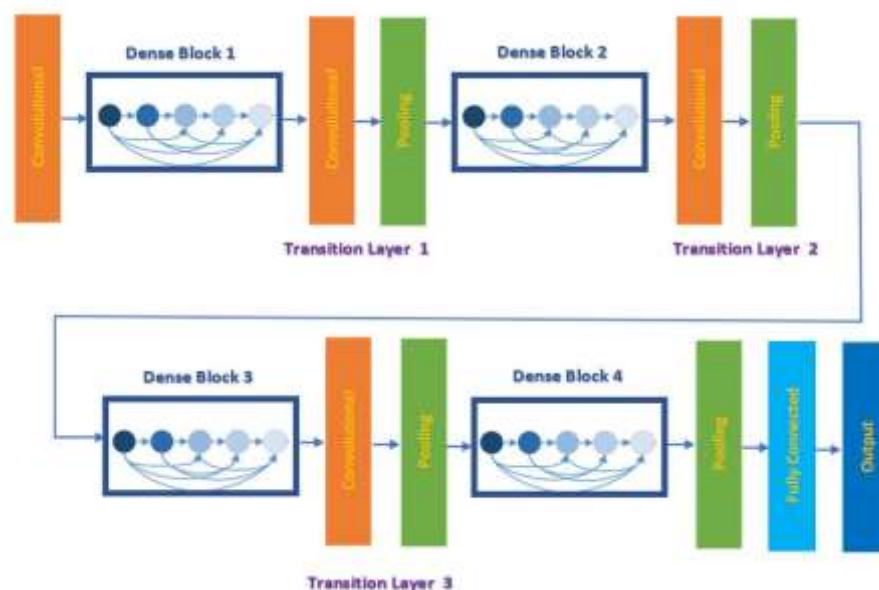 Convolutional
Dense Block 1
Convolutional
Pooling
Transition Layer 1
Dense Block 2
Convolutional
Pooling
Transition Layer 2
Dense Block 3
Convolutional
Pooling
Transition Layer 3
Dense Block 4
Pooling
Fully Connected
Output